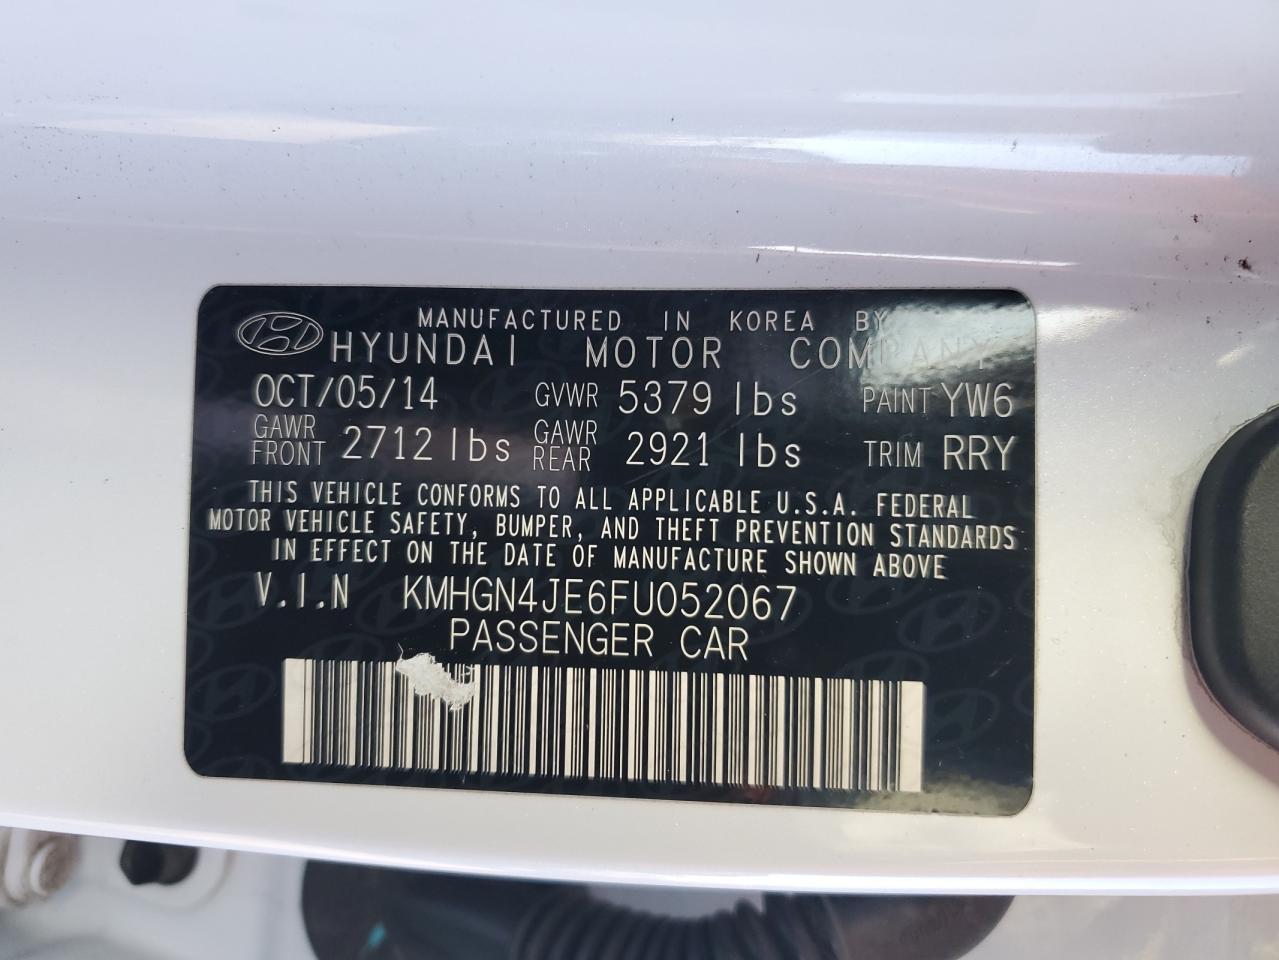 MANUFACTURED IN KOREA BY
HYUNDAI MOTOR COMPANY
OCT/05/14 GVWR 5379 lbs PAINT YW6
GAWR FRONT 2712 lbs GAWR REAR 2921 lbs TRIM RRY
THIS VEHICLE CONFORMS TO ALL APPLICABLE U.S.A. FEDERAL
MOTOR VEHICLE SAFETY, BUMPER, AND THEFT PREVENTION STANDARDS
IN EFFECT ON THE DATE OF MANUFACTURE SHOWN ABOVE
V.I.N KMHGN4JE6FU052067
PASSENGER CAR